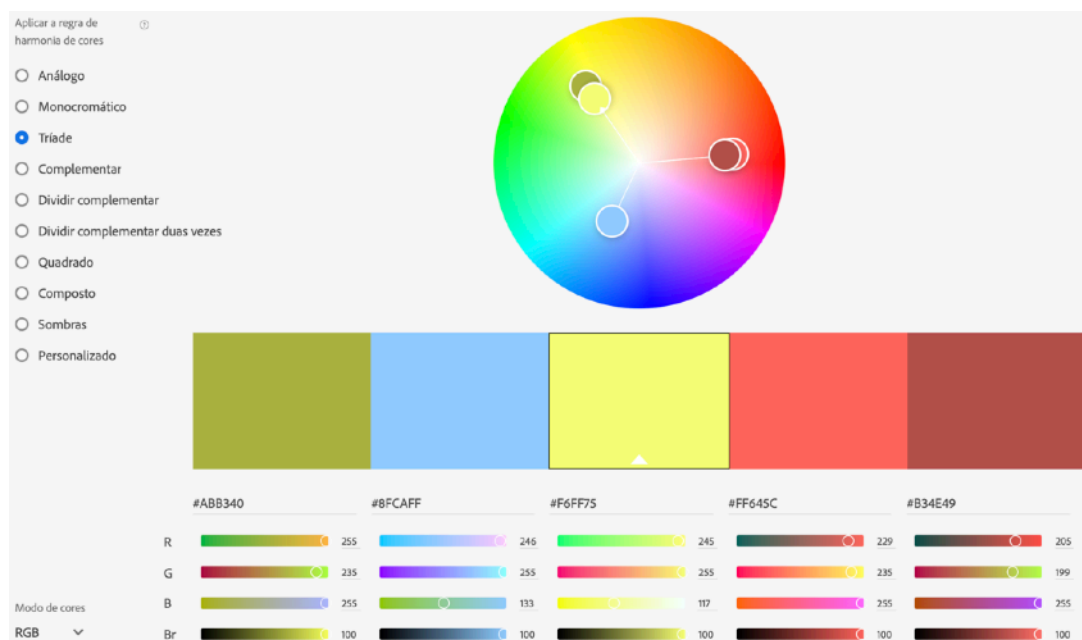 Aplicar a regra de
harmonia de cores
Análogo
Monocromático
Tríade
Complementar
Dividir complementar
Dividir complementar duas vezes
Quadrado
Composto
Sombras
Personalizado
#ABB340 #8FCAFF #F6FF75 #FF645C #B34E49
R 255 246 245 229 205
G 235 255 255 235 199
B 255 133 117 255 255
Modo de cores
RGB
Br 100 100 100 100 100